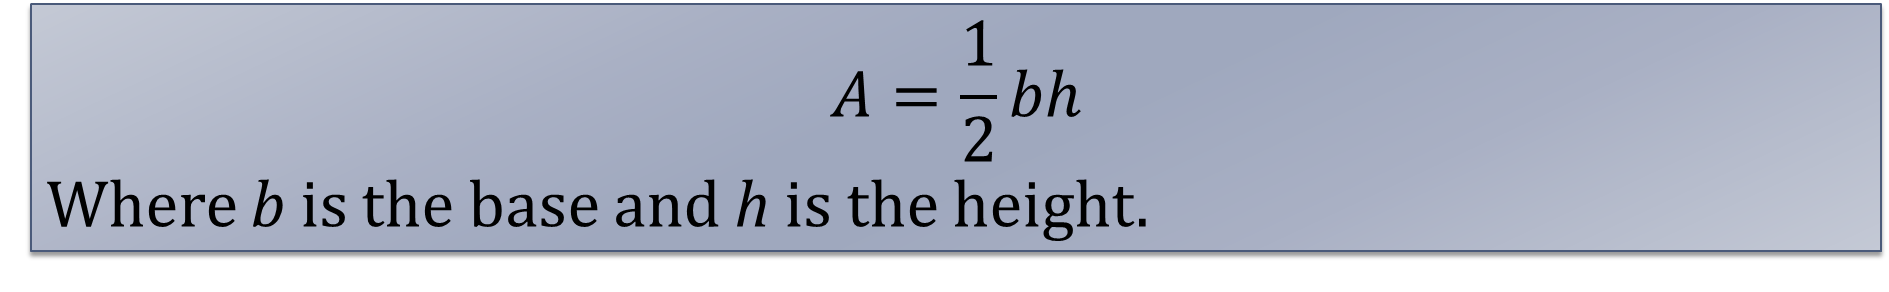 A = 1/2 bh
Where b is the base and h is the height.